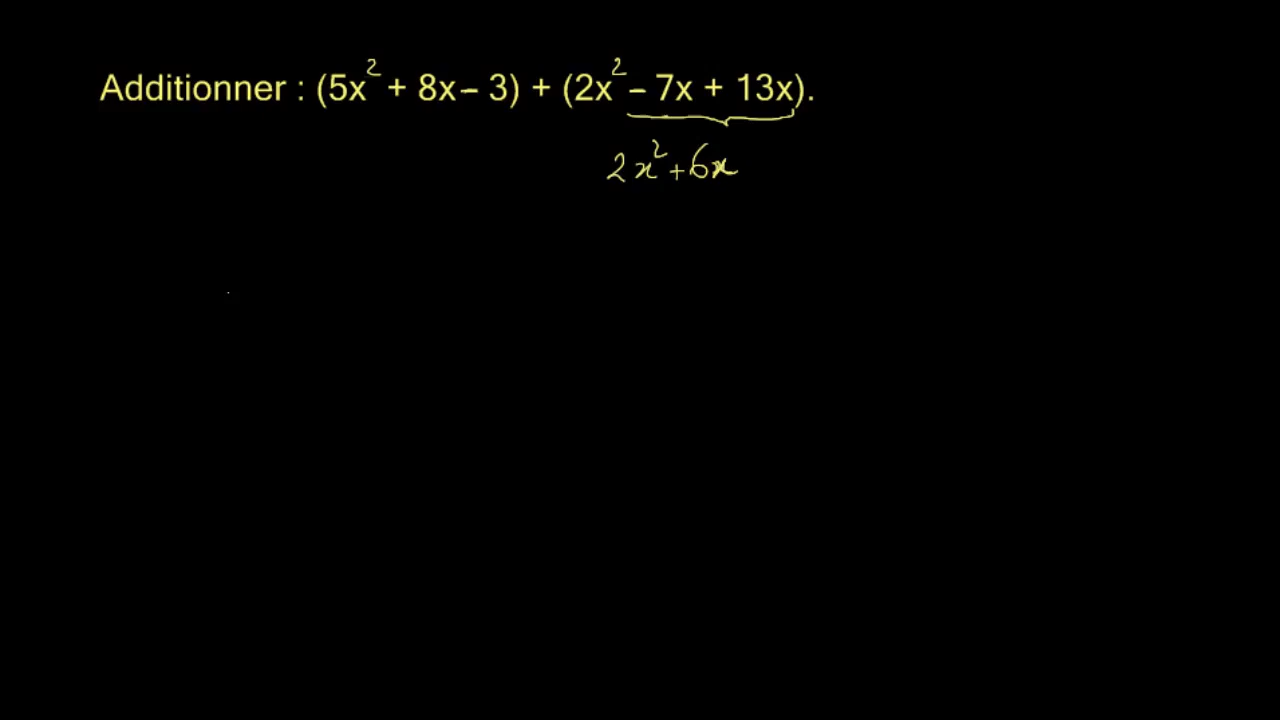 Additionner : (5x² + 8x – 3) + (2x² – 7x + 13x).
2x² + 6x